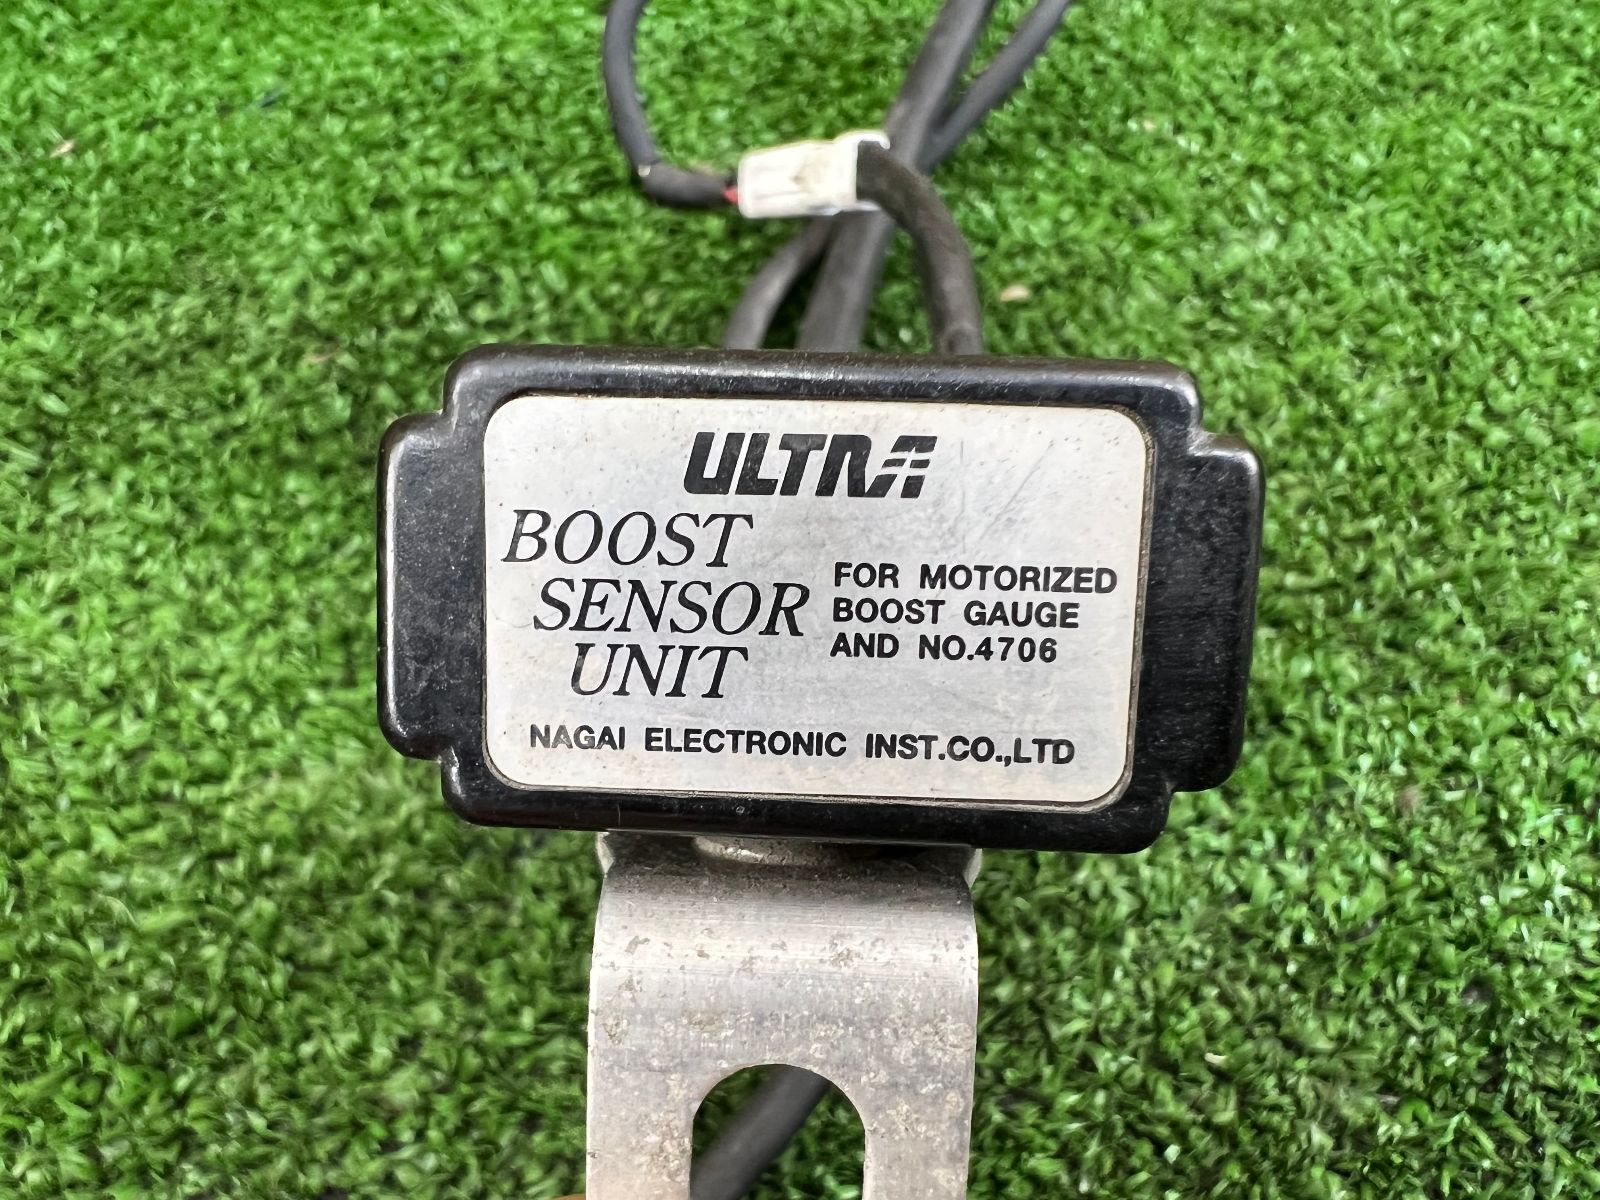 ULTRA
BOOST
SENSOR
UNIT
FOR MOTORIZED
BOOST GAUGE
AND NO.4706
NAGAI ELECTRONIC INST.CO.,LTD